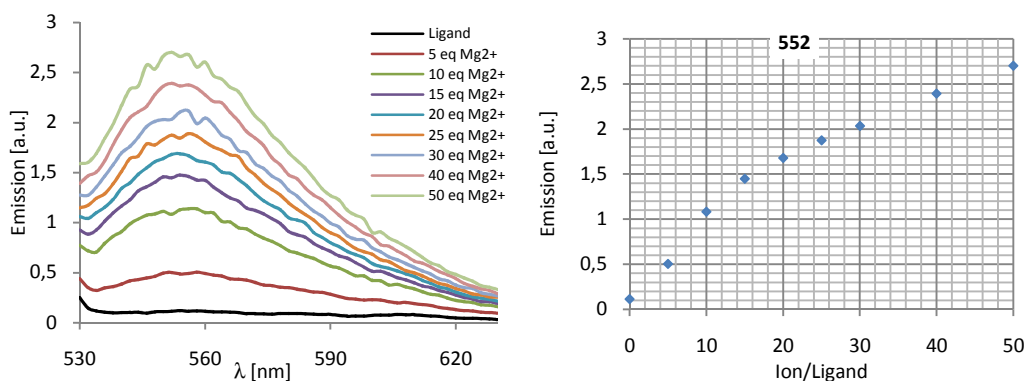 Emission [a.u.]
3
2,5
2
1,5
1
0,5
0
530
560
590
620
λ [nm]
Ligand
5 eq Mg2+
10 eq Mg2+
15 eq Mg2+
20 eq Mg2+
25 eq Mg2+
30 eq Mg2+
40 eq Mg2+
50 eq Mg2+
552
Emission [a.u.]
3
2,5
2
1,5
1
0,5
0
0
10
20
30
40
50
Ion/Ligand